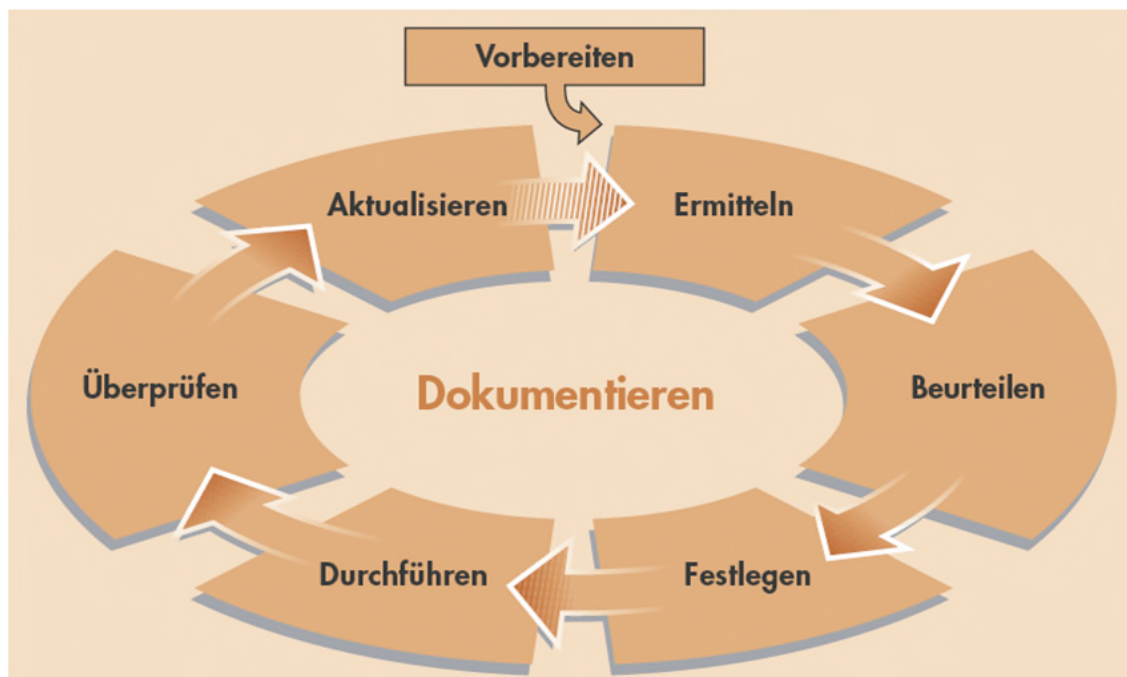 Vorbereiten
Aktualisieren
Ermitteln
Überprüfen
Dokumentieren
Beurteilen
Durchführen
Festlegen